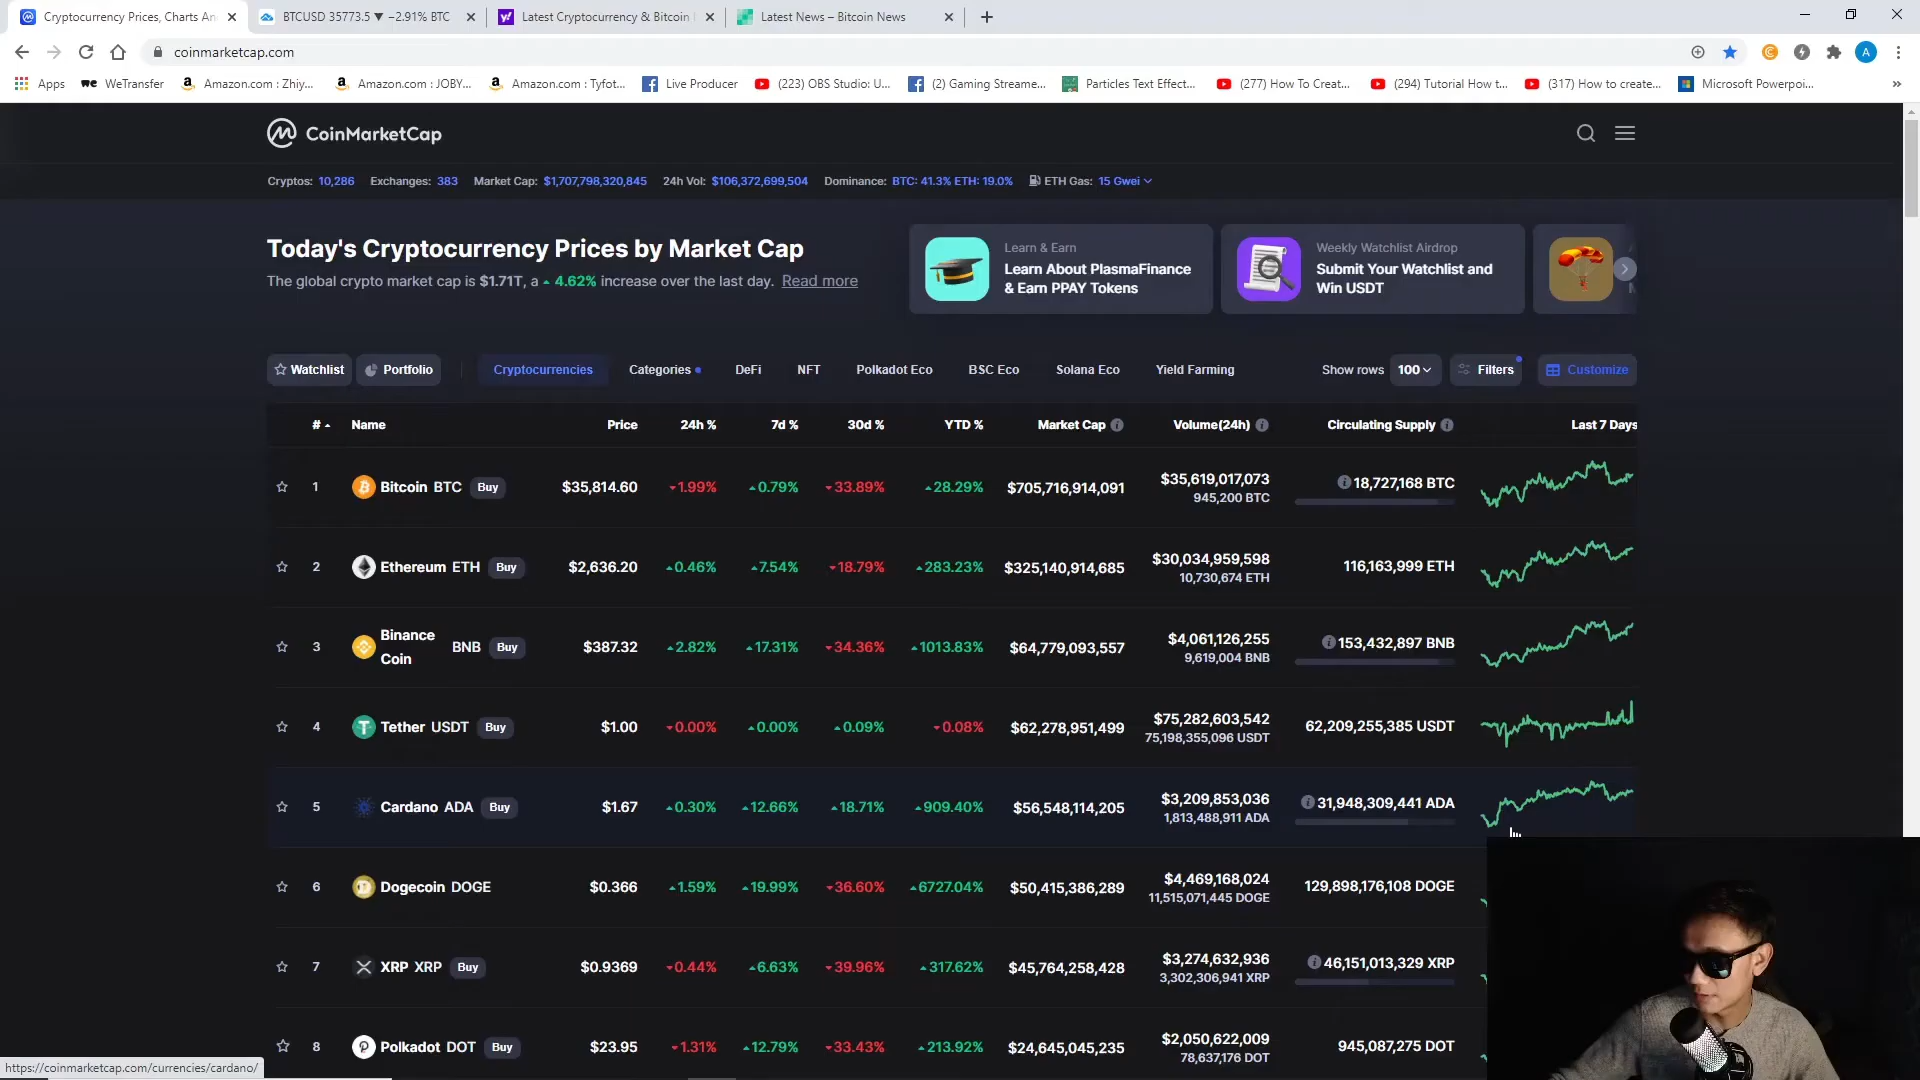 Cryptocurrency Prices, Charts An
BTCUSD 35773.5 ▼ −2.91% BTC
Latest Cryptocurrency & Bitcoin
Latest News – Bitcoin News
coinmarketcap.com
A
Apps
WeTransfer
Amazon.com : Zhiy...
Amazon.com : JOBY...
Amazon.com : Tyfot...
Live Producer
(223) OBS Studio: U...
(2) Gaming Streame...
Particles Text Effect...
(277) How To Creat...
(294) Tutorial How t...
(317) How to create...
Microsoft Powerpoi...
CoinMarketCap
Cryptos: 10,286 Exchanges: 383 Market Cap: $1,707,798,320,845 24h Vol: $106,372,699,504 Dominance: BTC: 41.3% ETH: 19.0% ETH Gas: 15 Gwei
Today's Cryptocurrency Prices by Market Cap
The global crypto market cap is $1.71T, a 4.62% increase over the last day. Read more
Learn & Earn
Learn About PlasmaFinance
& Earn PPAY Tokens
Weekly Watchlist Airdrop
Submit Your Watchlist and
Win USDT
Watchlist Portfolio Cryptocurrencies Categories DeFi NFT Polkadot Eco BSC Eco Solana Eco Yield Farming Show rows 100 Filters Customize
# Name Price 24h % 7d % 30d % YTD % Market Cap Volume(24h) Circulating Supply Last 7 Days
1 Bitcoin BTC Buy $35,814.60 1.99% 0.79% 33.89% 28.29% $705,716,914,091 $35,619,017,073 18,727,168 BTC
945,200 BTC
2 Ethereum ETH Buy $2,636.20 0.46% 7.54% 18.79% 283.23% $325,140,914,685 $30,034,959,598 116,163,999 ETH
10,730,674 ETH
3 Binance Coin BNB Buy $387.32 2.82% 17.31% 34.36% 1013.83% $64,779,093,557 $4,061,126,255 153,432,897 BNB
9,619,004 BNB
4 Tether USDT Buy $1.00 0.00% 0.00% 0.09% 0.08% $62,278,951,499 $75,282,603,542 62,209,255,385 USDT
75,198,355,096 USDT
5 Cardano ADA Buy $1.67 0.30% 12.66% 18.71% 909.40% $56,548,114,205 $3,209,853,036 31,948,309,441 ADA
1,813,488,911 ADA
6 Dogecoin DOGE $0.366 1.59% 19.99% 36.60% 6727.04% $50,415,386,289 $4,469,168,024 129,898,176,108 DOGE
11,515,071,445 DOGE
7 XRP XRP Buy $0.9369 0.44% 6.63% 39.96% 317.62% $45,764,258,428 $3,274,632,936 46,151,013,329 XRP
3,302,306,941 XRP
8 Polkadot DOT Buy $23.95 1.31% 12.79% 33.43% 213.92% $24,645,045,235 $2,050,622,009 945,087,275 DOT
78,637,176 DOT
https://coinmarketcap.com/currencies/cardano/